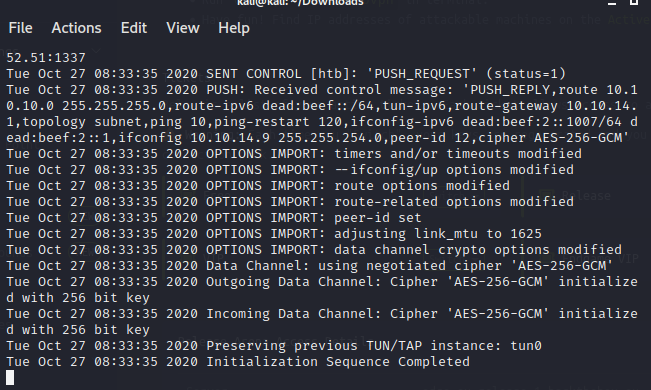 kali@kali: ~/Downloads
File Actions Edit View Help
52.51:1337
Tue Oct 27 08:33:35 2020 SENT CONTROL [htb]: 'PUSH_REQUEST' (status=1)
Tue Oct 27 08:33:35 2020 PUSH: Received control message: 'PUSH_REPLY,route 10.1
0.10.0 255.255.255.0,route-ipv6 dead:beef::/64,tun-ipv6,route-gateway 10.10.14.
1,topology subnet,ping 10,ping-restart 120,ifconfig-ipv6 dead:beef:2::1007/64 d
ead:beef:2::1,ifconfig 10.10.14.9 255.255.254.0,peer-id 12,cipher AES-256-GCM'
Tue Oct 27 08:33:35 2020 OPTIONS IMPORT: timers and/or timeouts modified
Tue Oct 27 08:33:35 2020 OPTIONS IMPORT: --ifconfig/up options modified
Tue Oct 27 08:33:35 2020 OPTIONS IMPORT: route options modified
Tue Oct 27 08:33:35 2020 OPTIONS IMPORT: route-related options modified
Tue Oct 27 08:33:35 2020 OPTIONS IMPORT: peer-id set
Tue Oct 27 08:33:35 2020 OPTIONS IMPORT: adjusting link_mtu to 1625
Tue Oct 27 08:33:35 2020 OPTIONS IMPORT: data channel crypto options modified
Tue Oct 27 08:33:35 2020 Data Channel: using negotiated cipher 'AES-256-GCM'
Tue Oct 27 08:33:35 2020 Outgoing Data Channel: Cipher 'AES-256-GCM' initialize
d with 256 bit key
Tue Oct 27 08:33:35 2020 Incoming Data Channel: Cipher 'AES-256-GCM' initialize
d with 256 bit key
Tue Oct 27 08:33:35 2020 Preserving previous TUN/TAP instance: tun0
Tue Oct 27 08:33:35 2020 Initialization Sequence Completed
Release
VIP